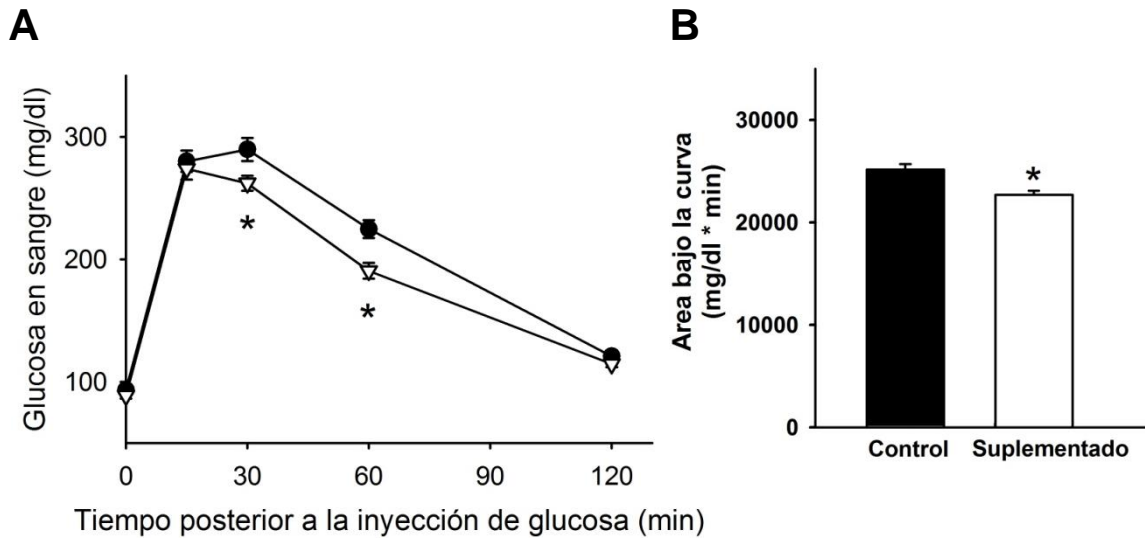 A
Glucosa en sangre (mg/dl)
300
200
100
*
*
0
30
60
90
120
Tiempo posterior a la inyección de glucosa (min)
B
Area bajo la curva
(mg/dl * min)
30000
20000
10000
0
*
Control
Suplementado